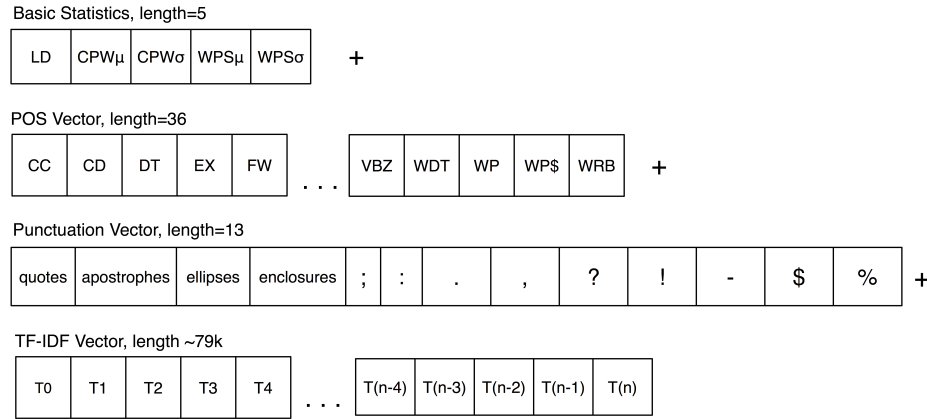 Basic Statistics, length=5
LD CPWμ CPWσ WPSμ WPSσ +
POS Vector, length=36
CC CD DT EX FW . . . VBZ WDT WP WP$ WRB +
Punctuation Vector, length=13
quotes apostrophes ellipses enclosures ; : . , ? ! - $ % +
TF-IDF Vector, length ~79k
T0 T1 T2 T3 T4 . . . T(n-4) T(n-3) T(n-2) T(n-1) T(n)